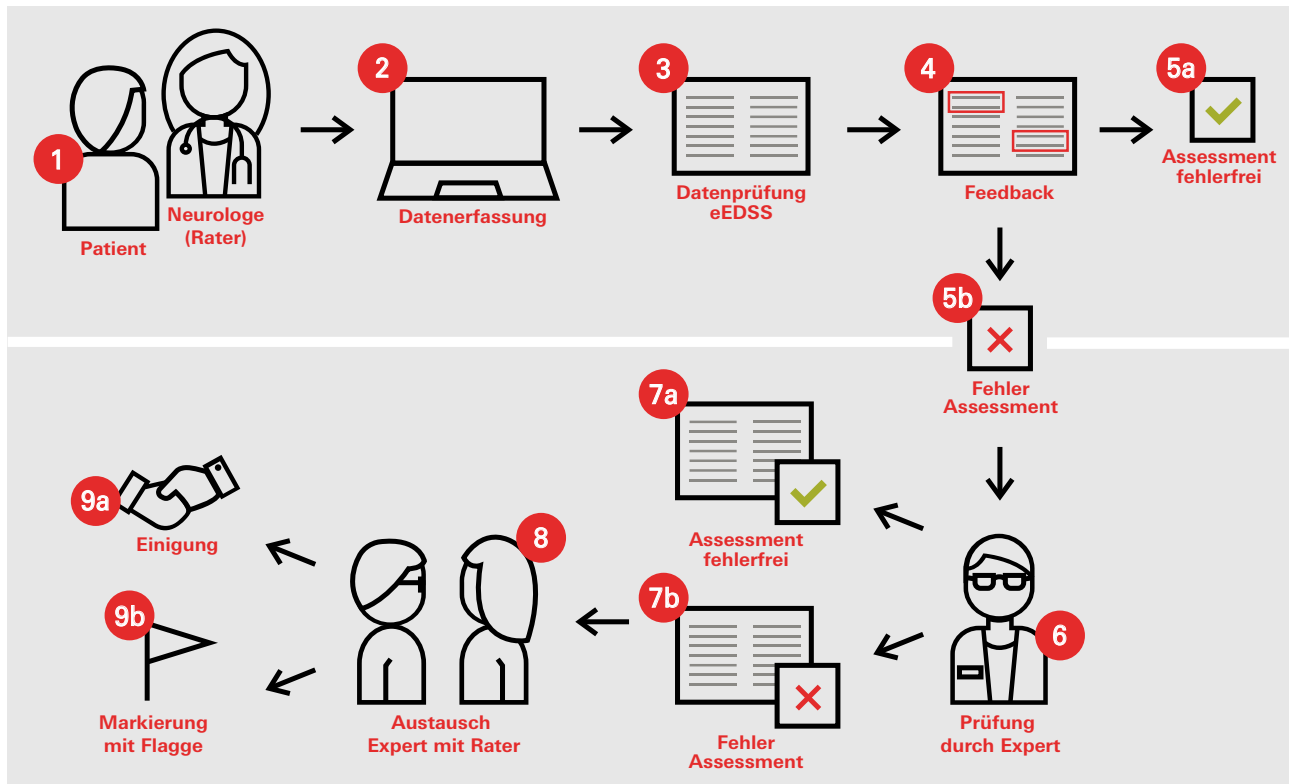 1
Patient
Neurologe
(Rater)
2
Datenerfassung
3
Datenprüfung
eEDSS
4
Feedback
5a
Assessment
fehlerfrei
5b
Fehler
Assessment
6
Prüfung
durch Expert
7a
Assessment
fehlerfrei
7b
Fehler
Assessment
8
Austausch
Expert mit Rater
9a
Einigung
9b
Markierung
mit Flagge